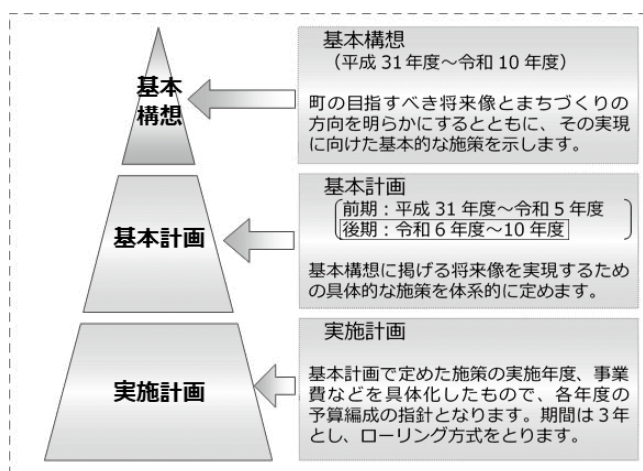 基本
構想
基本構想
（平成 31 年度～令和 10 年度）
町の目指すべき将来像とまちづくりの
方向を明らかにするとともに、その実現
に向けた基本的な施策を示します。
基本計画
基本計画
前期：平成 31 年度～令和 5 年度
後期：令和 6 年度～10 年度
基本構想に掲げる将来像を実現するため
の具体的な施策を体系的に定めます。
実施計画
実施計画
基本計画で定めた施策の実施年度、事業
費などを具体化したもので、各年度の
予算編成の指針となります。期間は３年
とし、ローリング方式をとります。